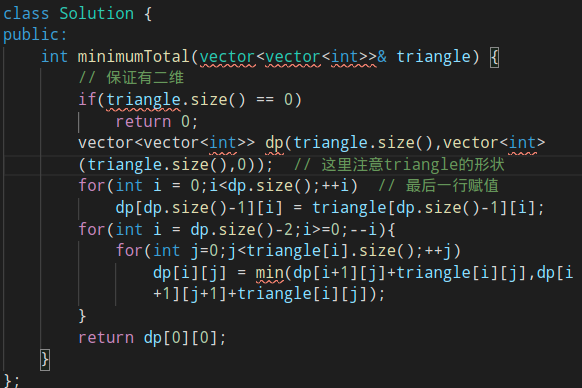 class Solution {
public:
    int minimumTotal(vector<vector<int>>& triangle) {
        // 保证有二维
        if(triangle.size() == 0)
            return 0;
        vector<vector<int>> dp(triangle.size(),vector<int>
        (triangle.size(),0));  // 这里注意triangle的形状
        for(int i = 0;i<dp.size();++i)  // 最后一行赋值
            dp[dp.size()-1][i] = triangle[dp.size()-1][i];
        for(int i = dp.size()-2;i>=0;--i){
            for(int j=0;j<triangle[i].size();++j)
                dp[i][j] = min(dp[i+1][j]+triangle[i][j],dp[i
                +1][j+1]+triangle[i][j]);
        }
        return dp[0][0];
    }
};